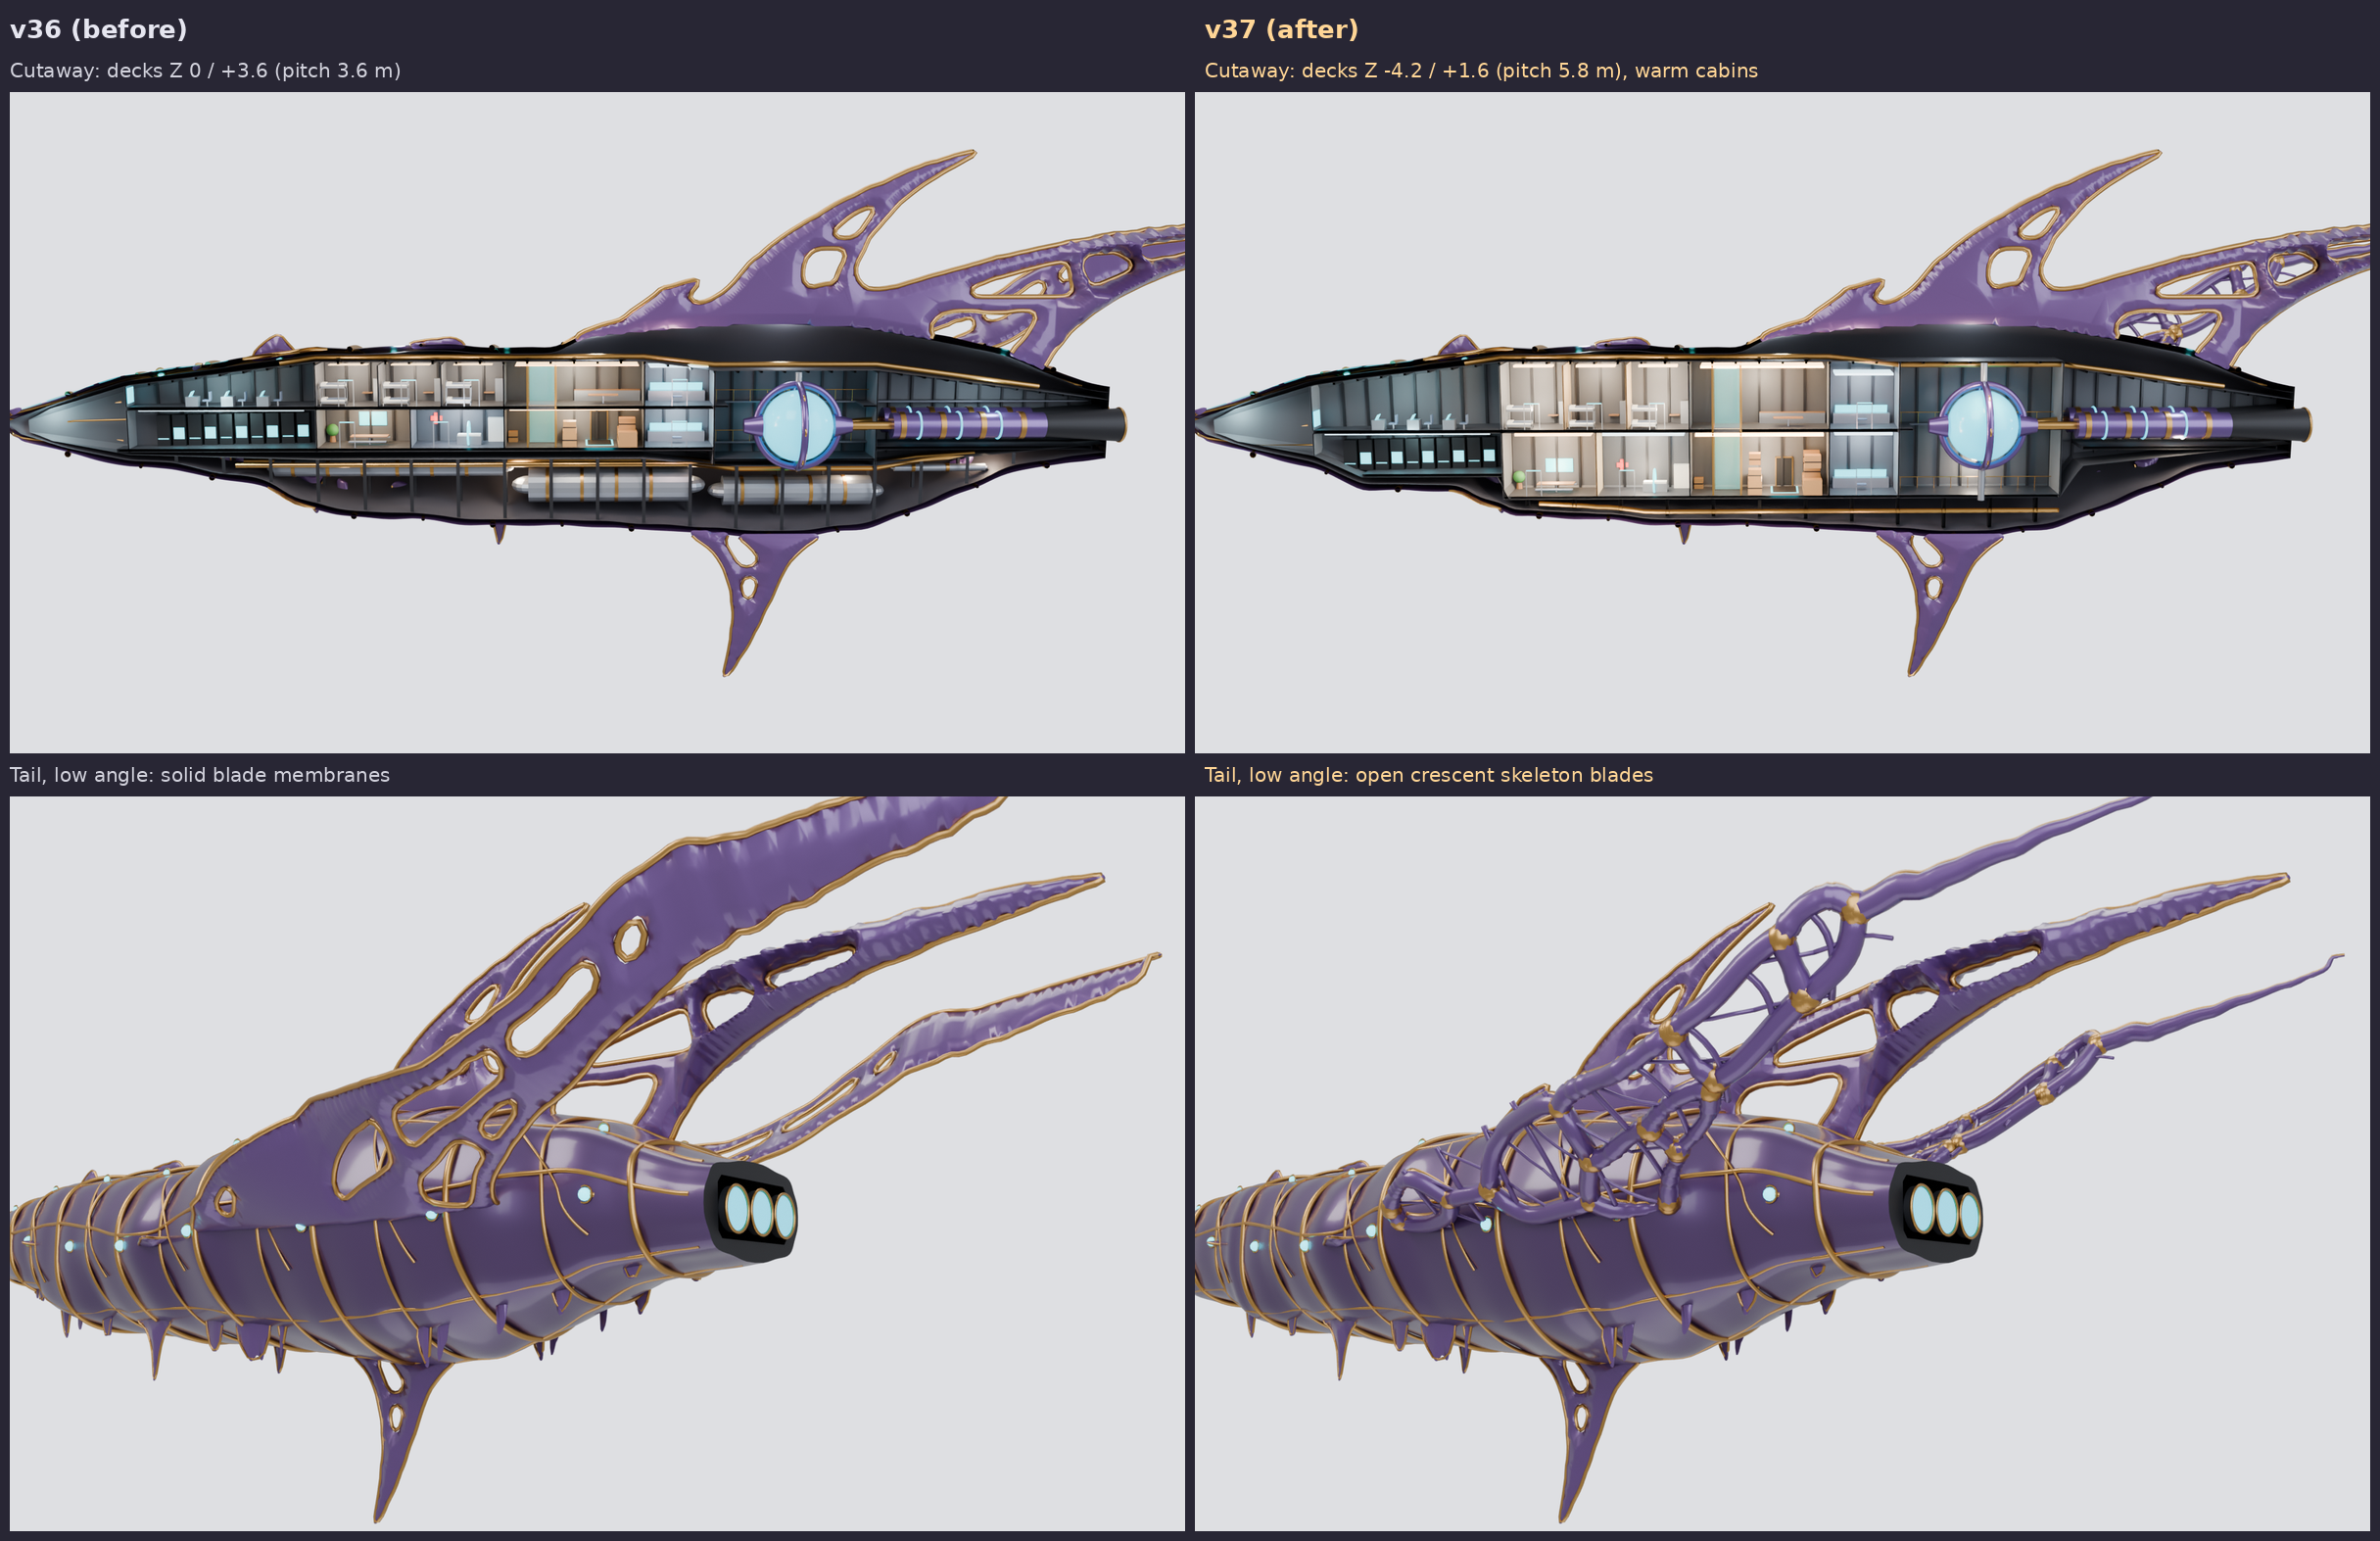 v36 (before)
Cutaway: decks Z 0 / +3.6 (pitch 3.6 m)
v37 (after)
Cutaway: decks Z -4.2 / +1.6 (pitch 5.8 m), warm cabins
Tail, low angle: solid blade membranes
Tail, low angle: open crescent skeleton blades